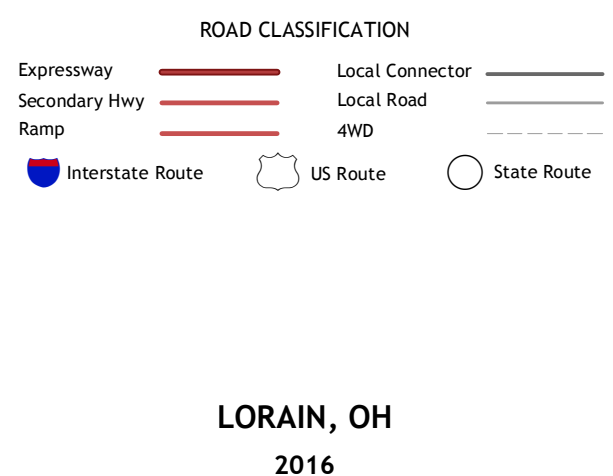 ROAD CLASSIFICATION
Expressway
Local Connector
Secondary Hwy
Local Road
Ramp
4WD
Interstate Route
US Route
State Route
LORAIN, OH
2016